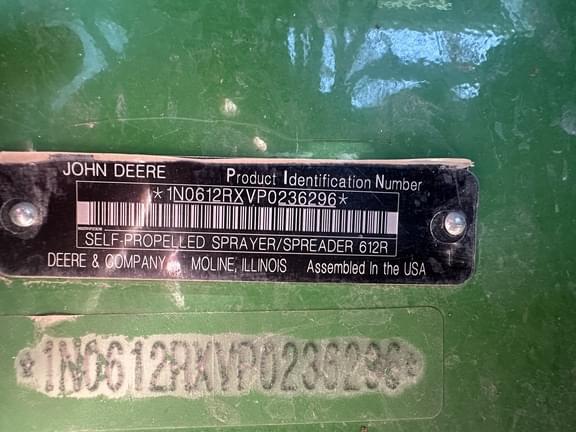 JOHN DEERE Product Identification Number
*1N0612RXVP0236296*
SELF-PROPELLED SPRAYER/SPREADER 612R
DEERE & COMPANY MOLINE, ILLINOIS Assembled In the USA
*1N0612RXVP0236296*